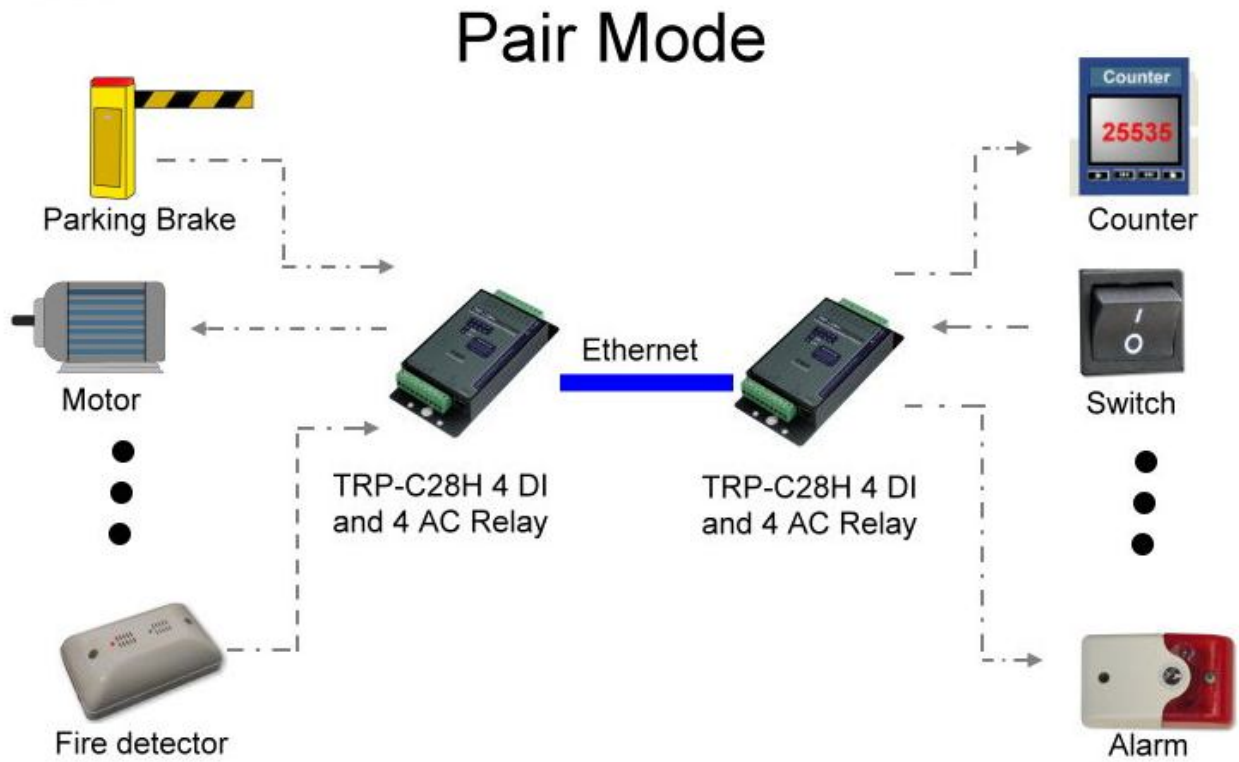 Pair Mode
Counter
25535
Parking Brake
Counter
Motor
Ethernet
I
O
Switch
TRP-C28H 4 DI
and 4 AC Relay
TRP-C28H 4 DI
and 4 AC Relay
Fire detector
Alarm